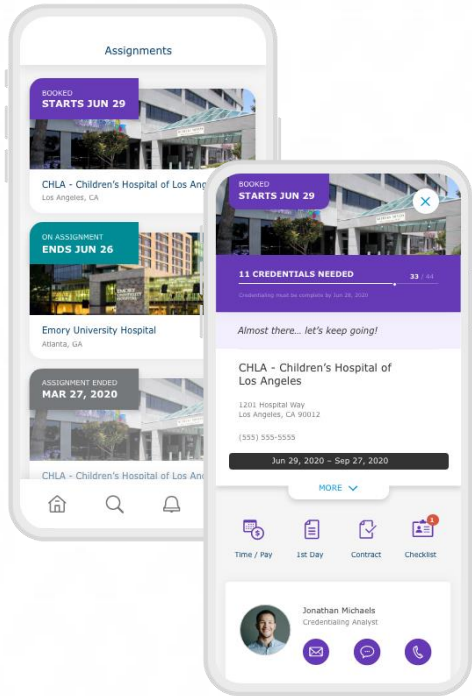 Assignments
BOOKED
STARTS JUN 29
CHLA - Children's Hospital of Los Ang
Los Angeles, CA
ON ASSIGNMENT
ENDS JUN 26
EMORY
Emory University Hospital
Atlanta, GA
ASSIGNMENT ENDED
MAR 27, 2020
CHLA - Children's Hospital of Los An
BOOKED
STARTS JUN 29
11 CREDENTIALS NEEDED
33 / 44
Credentialing must be complete by Jun 28, 2020
Almost there... let's keep going!
CHLA - Children's Hospital of
Los Angeles
1201 Hospital Way
Los Angeles, CA 90012
(555) 555-5555
Jun 29, 2020 – Sep 27, 2020
MORE
1
Time / Pay
1st Day
Contract
Checklist
Jonathan Michaels
Credentialing Analyst